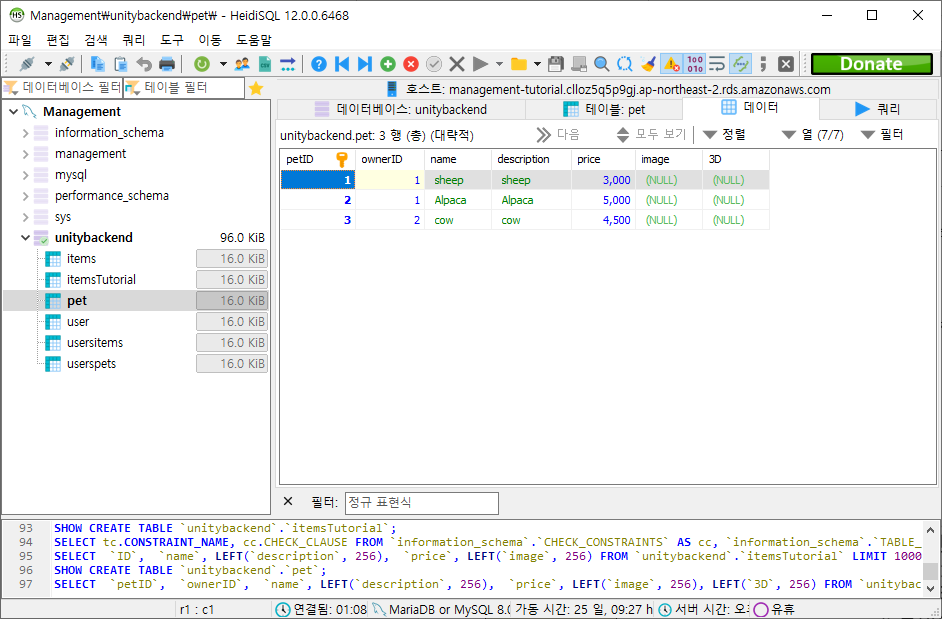 Management₩unitybackend₩pet₩ - HeidiSQL 12.0.0.6468
파일 편집 검색 쿼리 도구 이동 도움말
Donate
데이터베이스 필터 테이블 필터
호스트: management-tutorial.clloz5q5p9gj.ap-northeast-2.rds.amazonaws.com
Management
information_schema
management
mysql
performance_schema
sys
unitybackend 96.0 KiB
items 16.0 KiB
itemsTutorial 16.0 KiB
pet 16.0 KiB
user 16.0 KiB
usersitems 16.0 KiB
userspets 16.0 KiB
데이터베이스: unitybackend 테이블: pet 데이터 쿼리
unitybackend.pet: 3 행 (총) (대략적) 다음 모두 보기 정렬 열 (7/7) 필터
petID ownerID name description price image 3D
1 1 sheep sheep 3,000 (NULL) (NULL)
2 1 Alpaca Alpaca 5,000 (NULL) (NULL)
3 2 cow cow 4,500 (NULL) (NULL)
필터: 정규 표현식
93 SHOW CREATE TABLE `unitybackend`.`itemsTutorial`;
94 SELECT tc.CONSTRAINT_NAME, cc.CHECK_CLAUSE FROM `information_schema`.`CHECK_CONSTRAINTS` AS cc, `information_schema`.`TABLE_
95 SELECT `ID`, `name`, LEFT(`description`, 256), `price`, LEFT(`image`, 256) FROM `unitybackend`.`itemsTutorial` LIMIT 1000
96 SHOW CREATE TABLE `unitybackend`.`pet`;
97 SELECT `petID`, `ownerID`, `name`, LEFT(`description`, 256), `price`, LEFT(`image`, 256), LEFT(`3D`, 256) FROM `unitybac
r1 : c1 연결됨: 01:08 MariaDB or MySQL 8.0 가동 시간: 25 일, 09:27 h 서버 시간: 오후 유휴